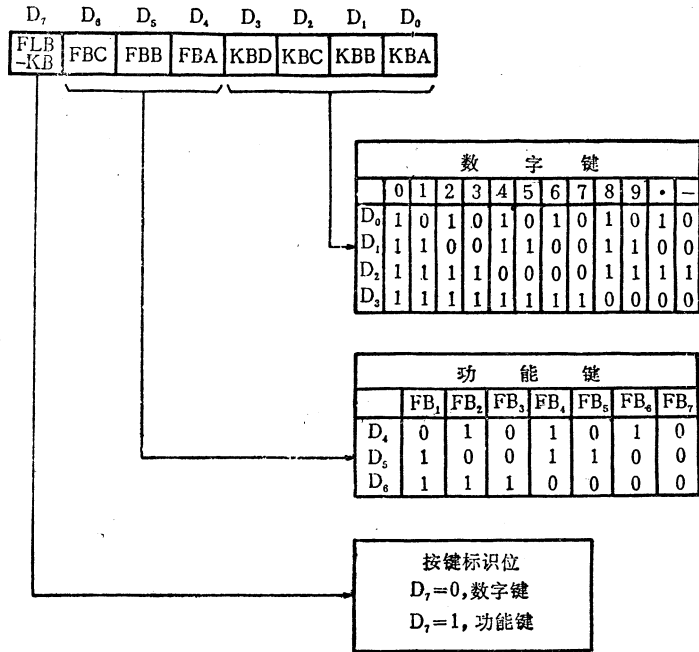 D₇ D₆ D₅ D₄ D₃ D₂ D₁ D₀
FLB
-KB FBC FBB FBA KBD KBC KBB KBA
数字键
0 1 2 3 4 5 6 7 8 9 · —
D₀ 1 0 1 0 1 0 1 0 1 0 1 0
D₁ 1 1 0 0 1 1 0 0 1 1 0 0
D₂ 1 1 1 1 0 0 0 0 1 1 1 1
D₃ 1 1 1 1 1 1 1 1 0 0 0 0
功能键
FB₁ FB₂ FB₃ FB₄ FB₅ FB₆ FB₇
D₄ 0 1 0 1 0 1 0
D₅ 1 0 0 1 1 0 0
D₆ 1 1 1 0 0 0 0
按键标识位
D₇=0,数字键
D₇=1,功能键